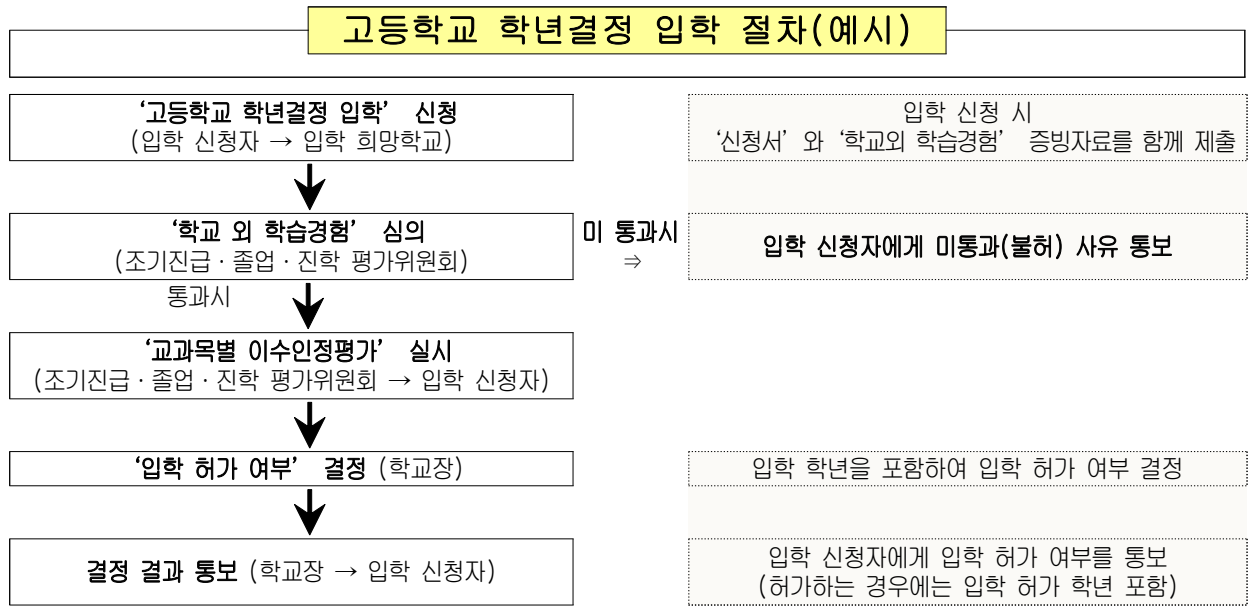 고등학교 학년결정 입학 절차(예시)
‘고등학교 학년결정 입학’ 신청
(입학 신청자 → 입학 희망학교)
입학 신청 시
‘신청서’와 ‘학교외 학습경험’ 증빙자료를 함께 제출
‘학교 외 학습경험’ 심의
(조기진급·졸업·진학 평가위원회)
미 통과시
⇒
입학 신청자에게 미통과(불허) 사유 통보
통과시
‘교과목별 이수인정평가’ 실시
(조기진급·졸업·진학 평가위원회 → 입학 신청자)
‘입학 허가 여부’ 결정 (학교장)
입학 학년을 포함하여 입학 허가 여부 결정
결정 결과 통보 (학교장 → 입학 신청자)
입학 신청자에게 입학 허가 여부를 통보
(허가하는 경우에는 입학 허가 학년 포함)